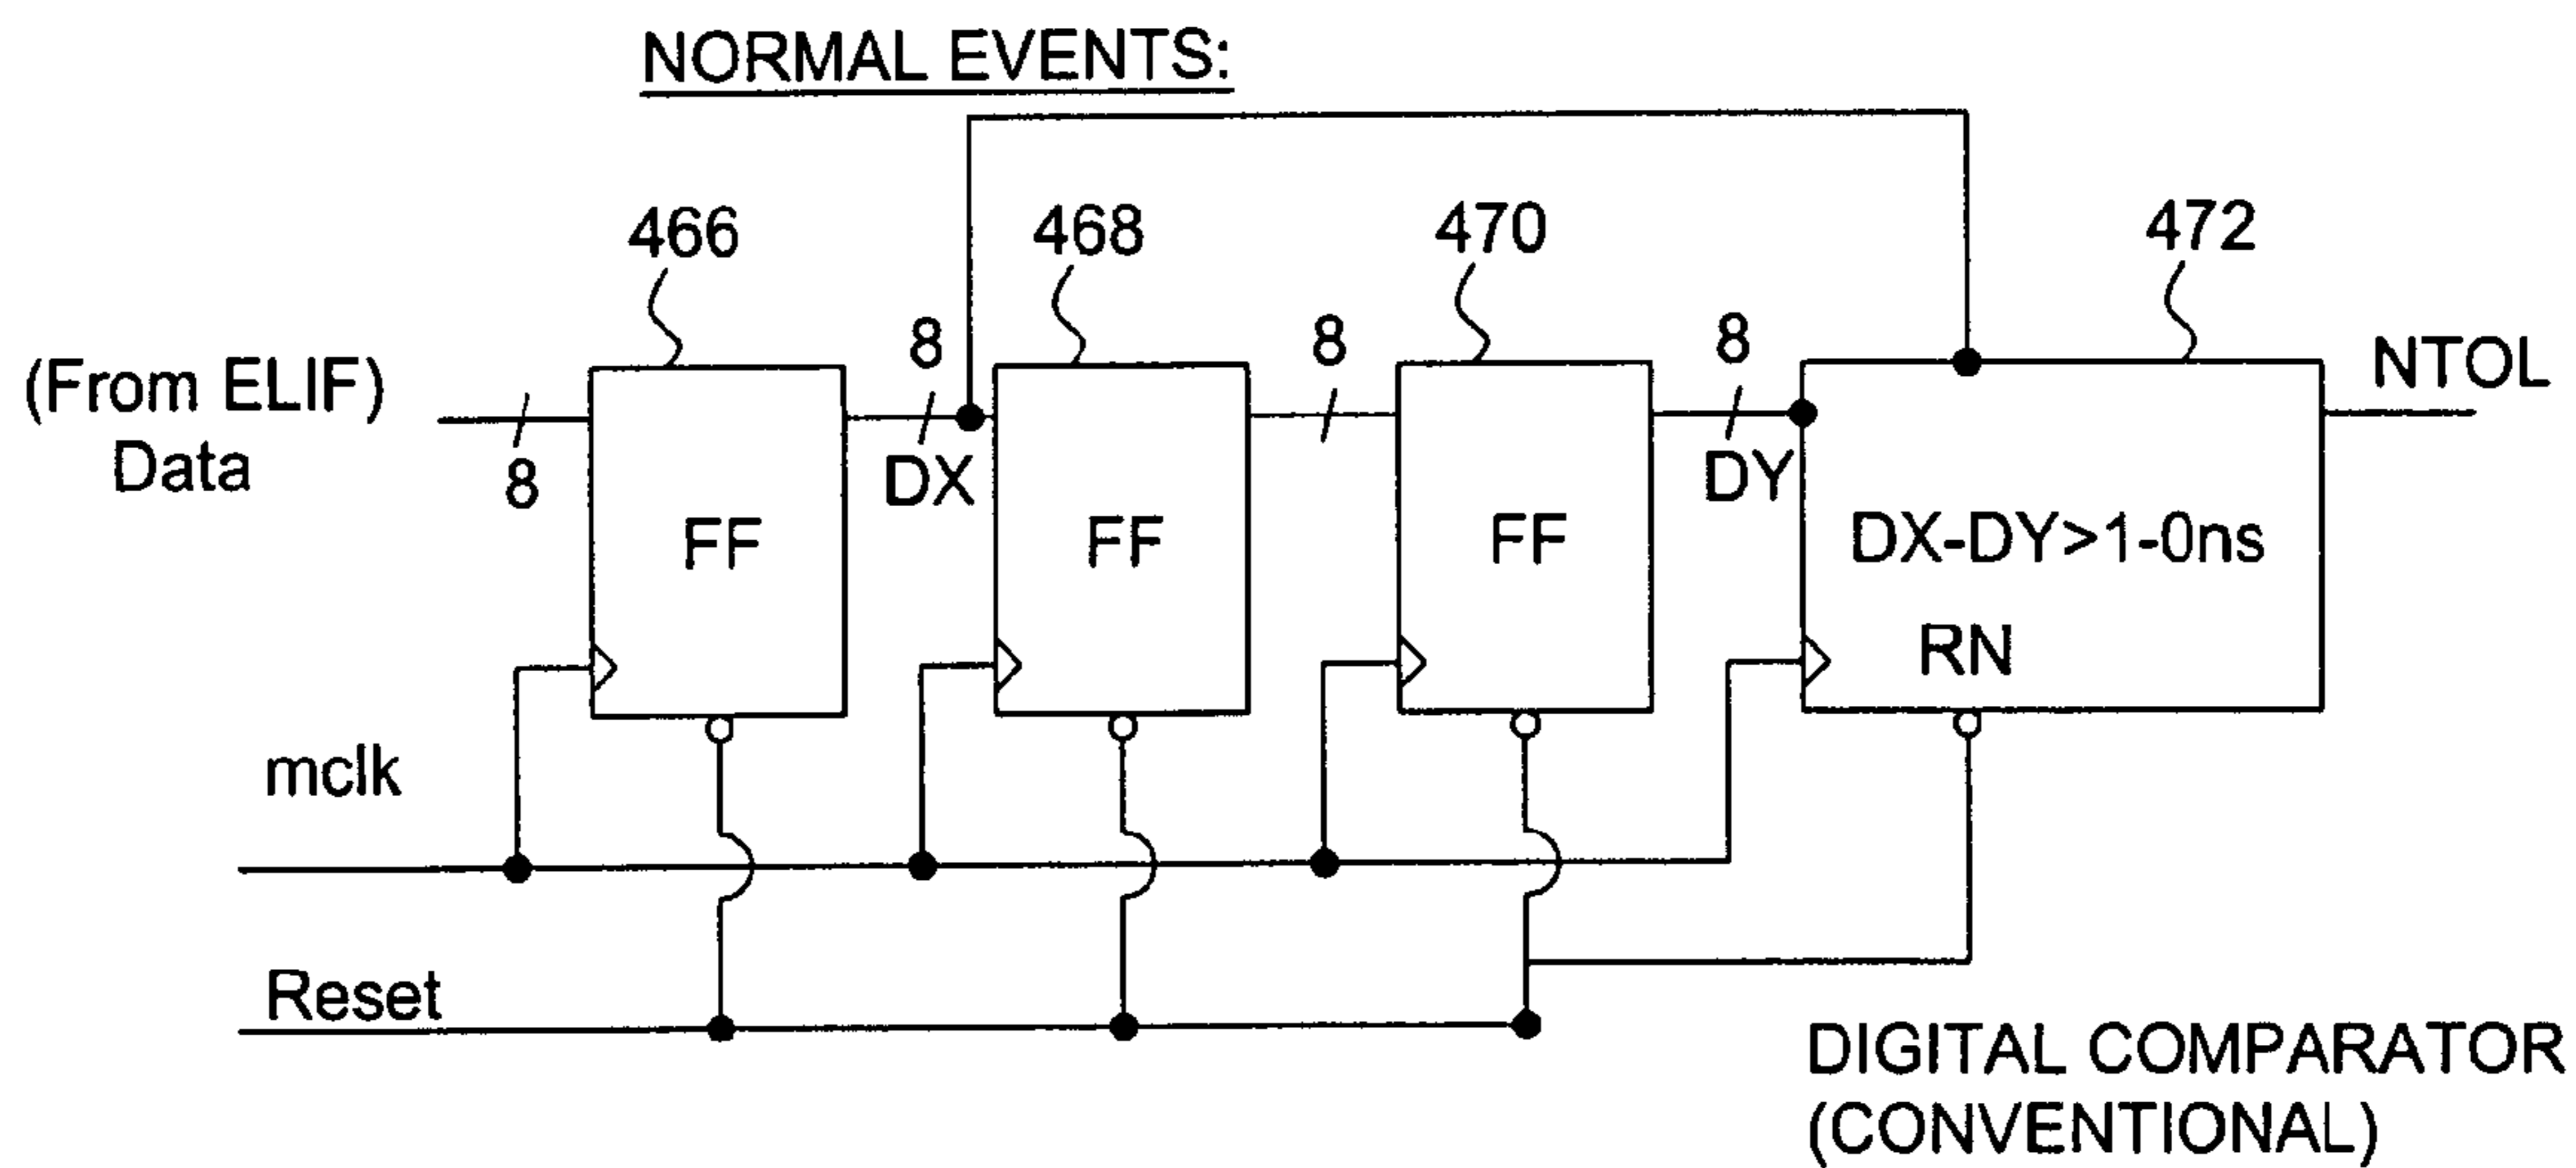 NORMAL EVENTS:
466
468
470
472
(From ELIF)
Data
8
8
DX
8
8
DY
NTOL
FF
FF
FF
DX-DY>1-0ns
RN
mclk
Reset
DIGITAL COMPARATOR
(CONVENTIONAL)